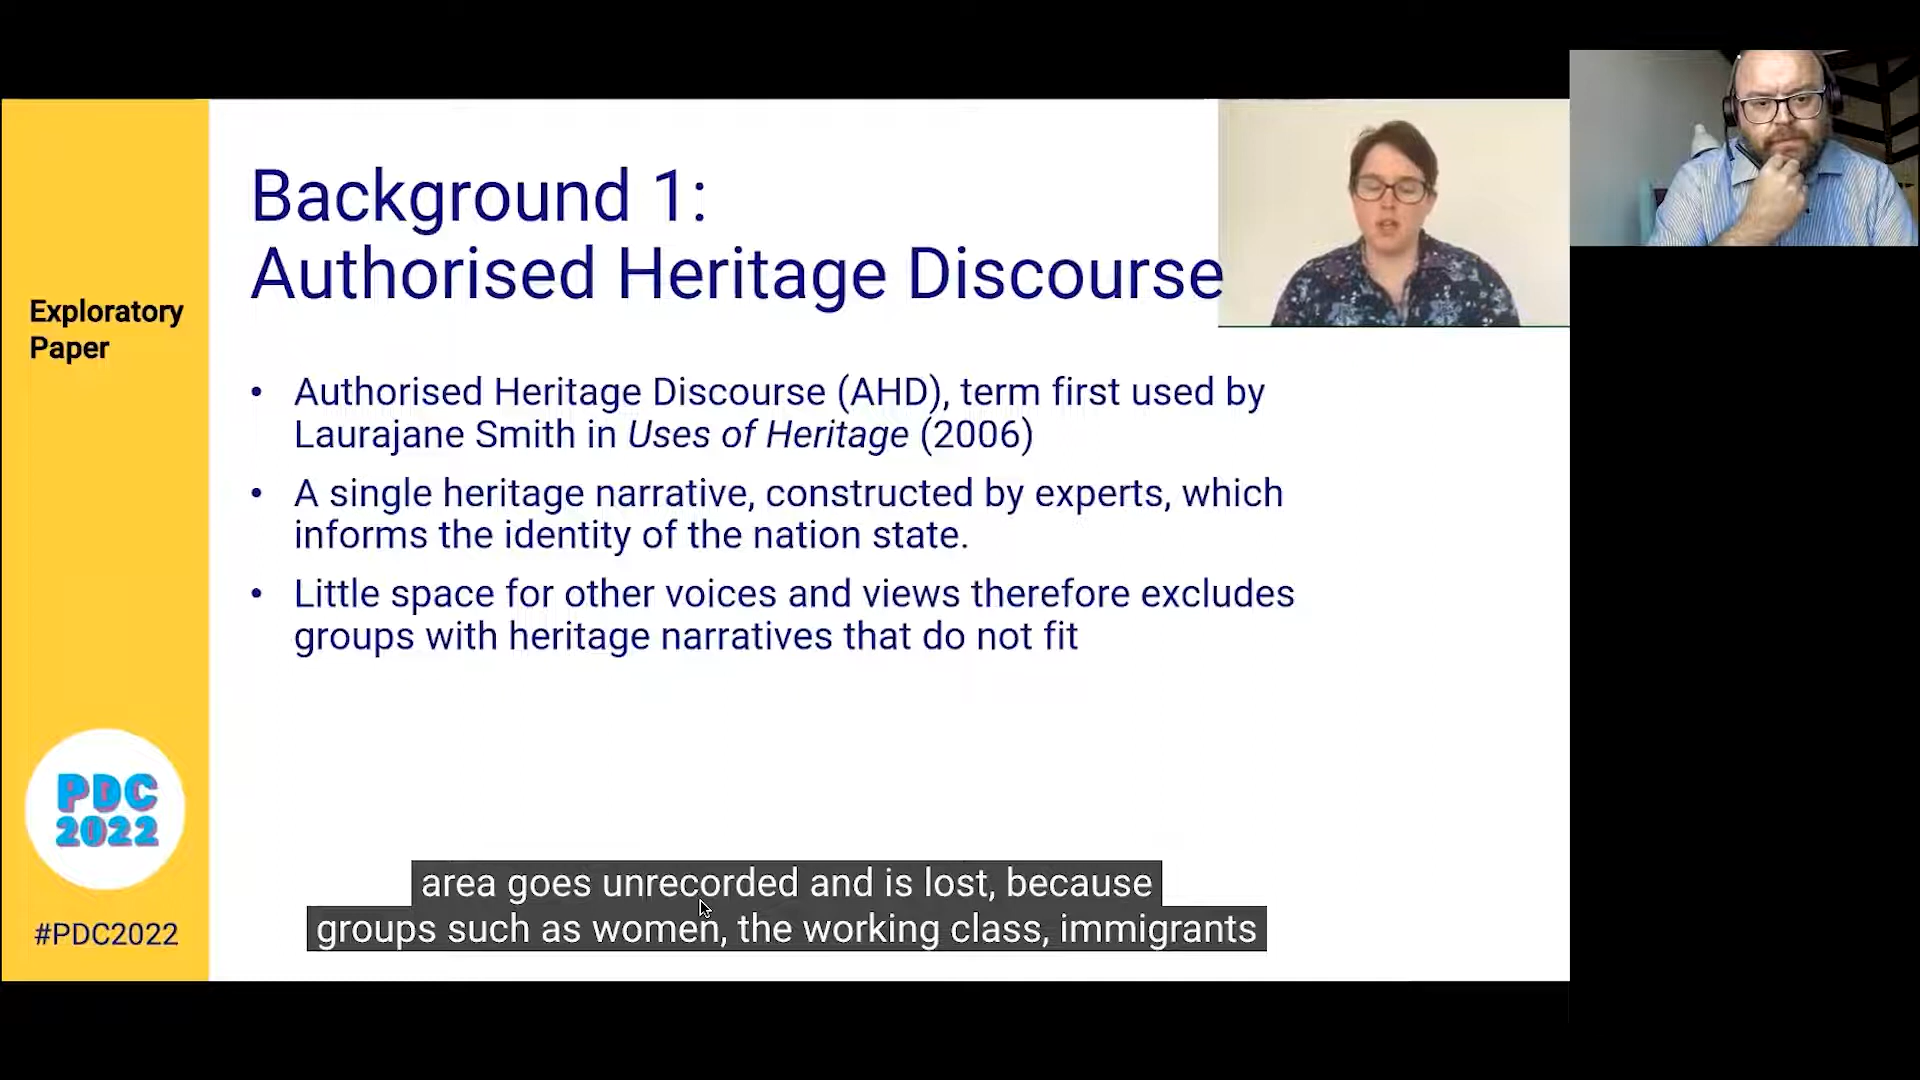 Background 1:
Authorised Heritage Discourse
Exploratory
Paper
• Authorised Heritage Discourse (AHD), term first used by
Laurajane Smith in Uses of Heritage (2006)
• A single heritage narrative, constructed by experts, which
informs the identity of the nation state.
• Little space for other voices and views therefore excludes
groups with heritage narratives that do not fit
PDC
2022
#PDC2022
area goes unrecorded and is lost, because
groups such as women, the working class, immigrants